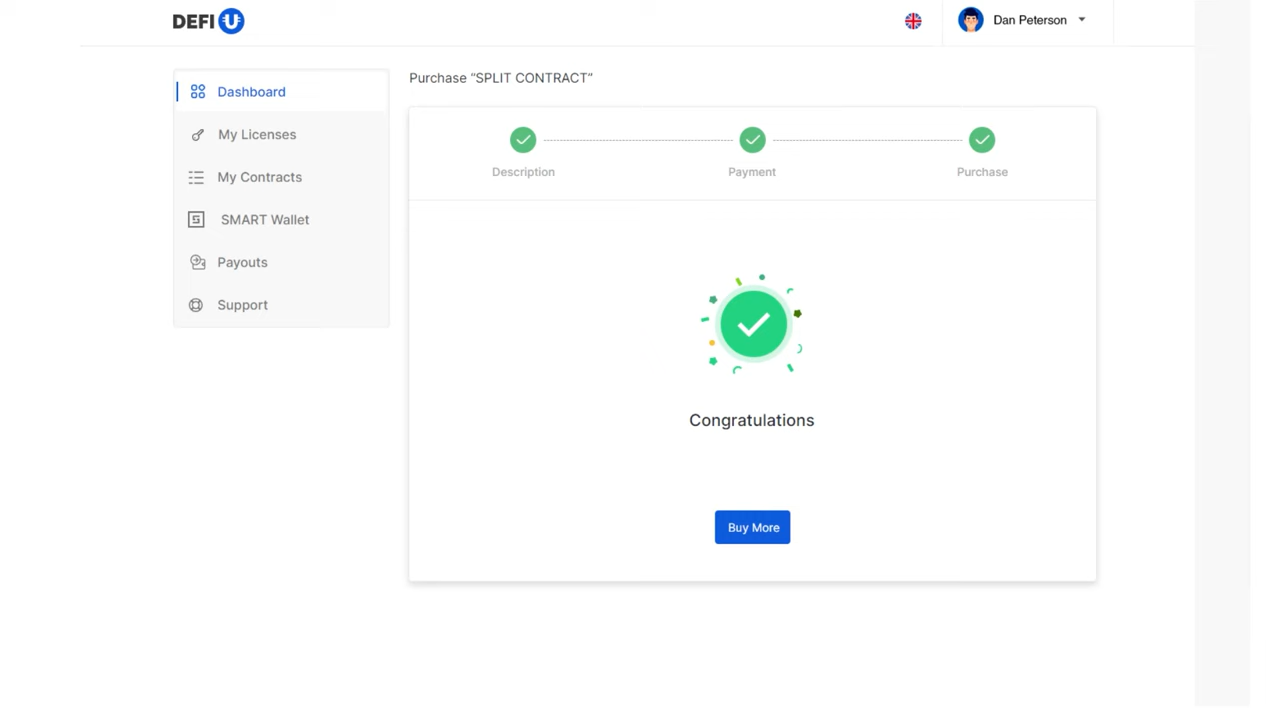 DEFI U
Dan Peterson
Dashboard
My Licenses
My Contracts
SMART Wallet
Payouts
Support
Purchase “SPLIT CONTRACT”
Description
Payment
Purchase
Congratulations
Buy More